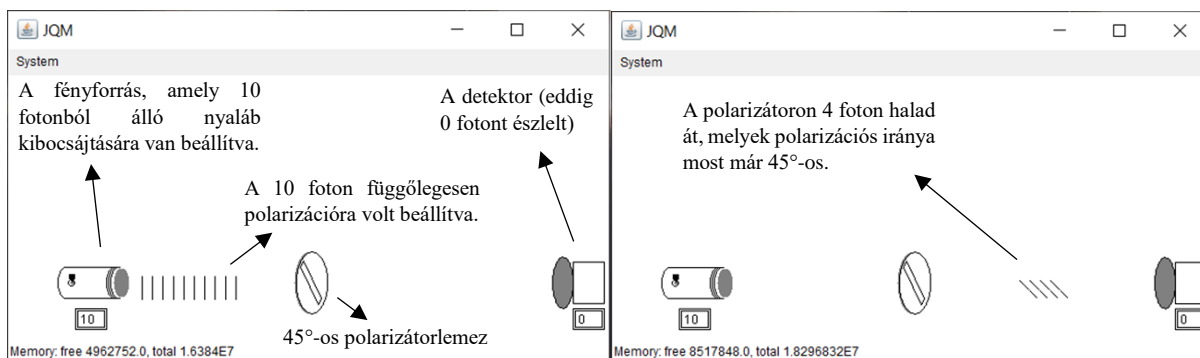 JQM
System
A fényforrás, amely 10
fotonból álló nyaláb
kibocsájtására van beállítva.
A detektor (eddig
0 fotont észlelt)
A 10 foton függőlegesen
polarizációra volt beállítva.
10
0
45°-os polarizátorlemez
Memory: free 4962752.0, total 1.6384E7
JQM
System
A polarizátoron 4 foton halad
át, melyek polarizációs iránya
most már 45°-os.
10
0
Memory: free 8517848.0, total 1.8296832E7